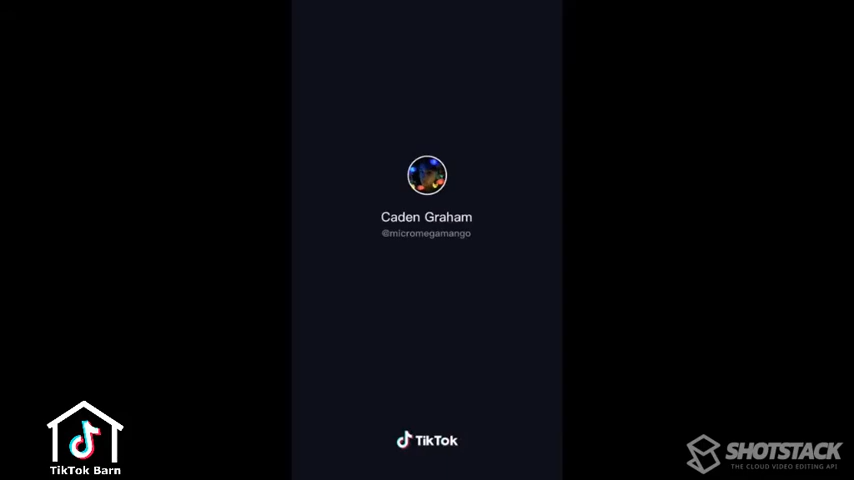 Caden Graham
@micromegamango
TikTok
TikTok Barn
SHOTSTACK
THE CLOUD VIDEO EDITING API